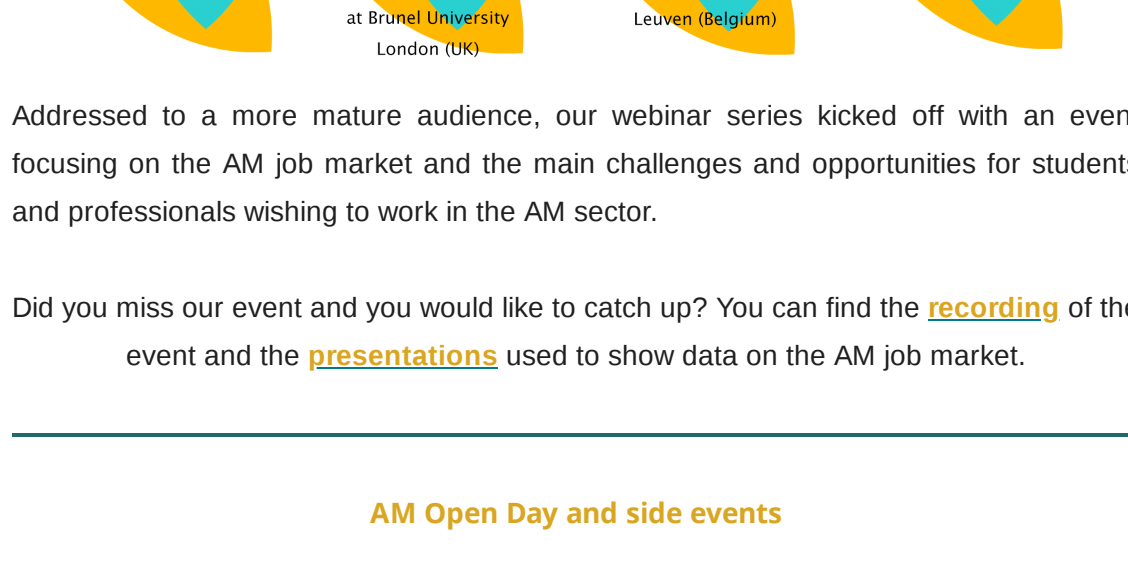 at Brunel University
Leuven (Belgium)
London (UK)
Addressed to a more mature audience, our webinar series kicked off with an even
focusing on the AM job market and the main challenges and opportunities for students
and professionals wishing to work in the AM sector.
Did you miss our event and you would like to catch up? You can find the recording of the
event and the presentations used to show data on the AM job market.
AM Open Day and side events